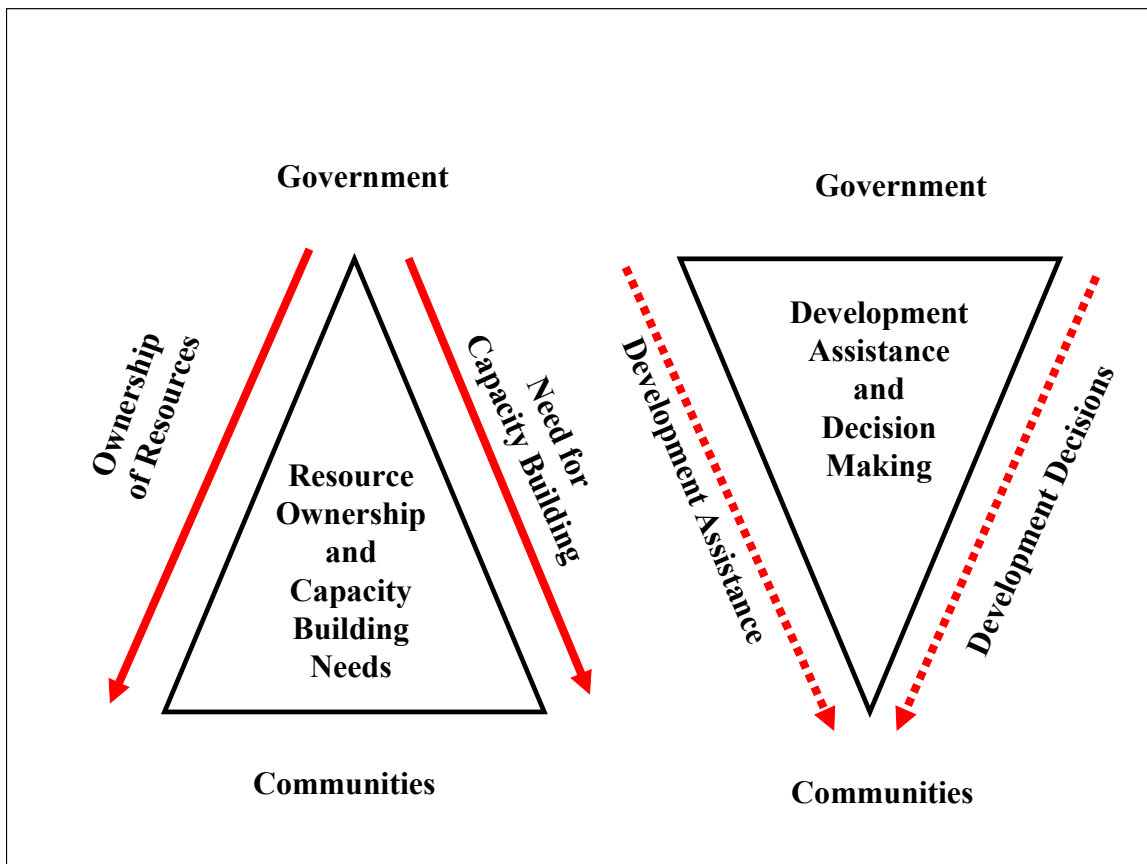 Government
Ownership
of Resources
Need for
Capacity Building
Resource
Ownership
and
Capacity
Building
Needs
Communities
Government
Development Assistance
Development
Assistance
and
Decision
Making
Development Decisions
Communities